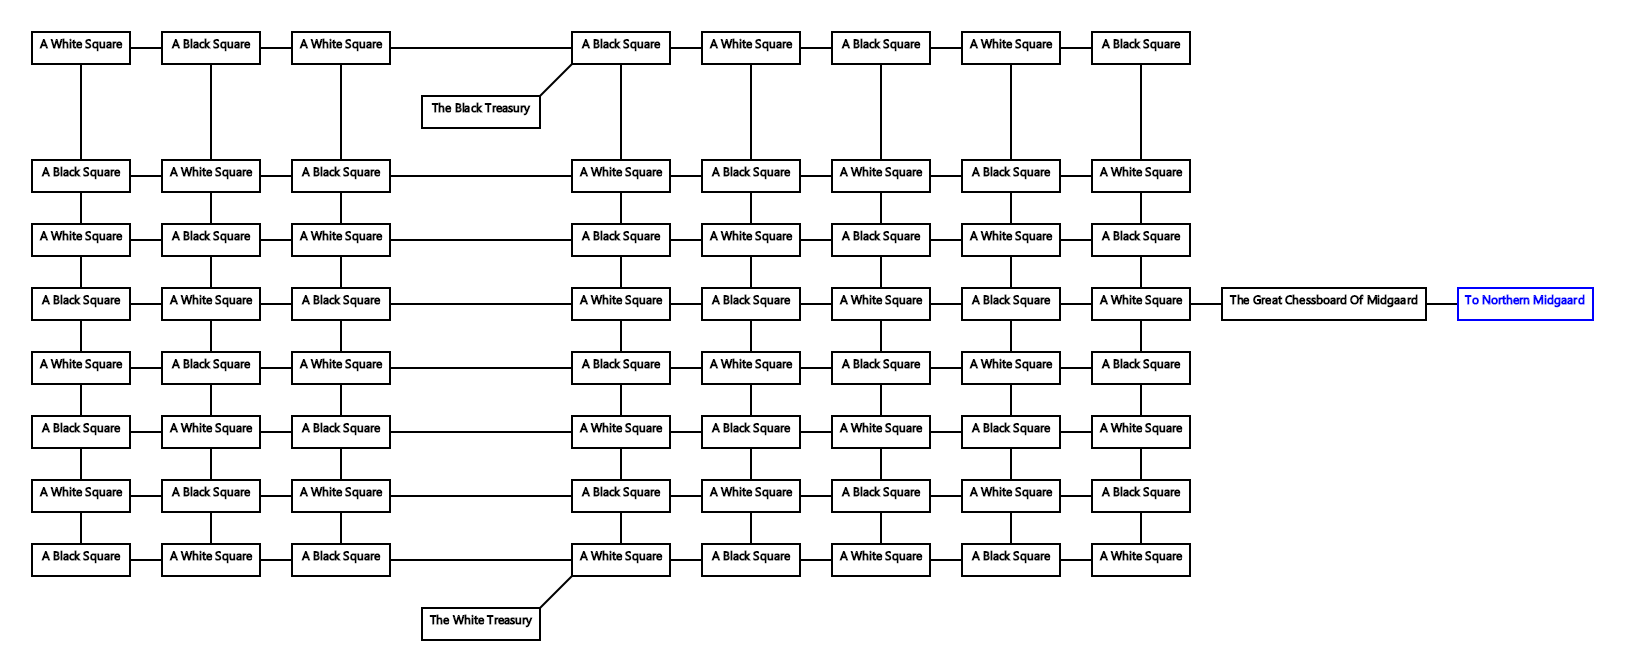 A White Square A Black Square A White Square A Black Square A White Square A Black Square A White Square A Black Square
The Black Treasury
A Black Square A White Square A Black Square A White Square A Black Square A White Square A Black Square A White Square
A White Square A Black Square A White Square A Black Square A White Square A Black Square A White Square A Black Square
A Black Square A White Square A Black Square A White Square A Black Square A White Square A Black Square A White Square The Great Chessboard Of Midgaard To Northern Midgaard
A White Square A Black Square A White Square A Black Square A White Square A Black Square A White Square A Black Square
A Black Square A White Square A Black Square A White Square A Black Square A White Square A Black Square A White Square
A White Square A Black Square A White Square A Black Square A White Square A Black Square A White Square A Black Square
A Black Square A White Square A Black Square A White Square A Black Square A White Square A Black Square A White Square
The White Treasury